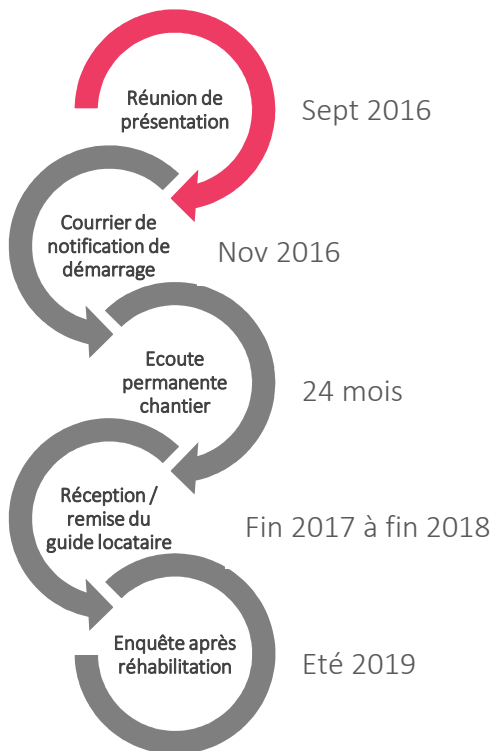 Réunion de
présentation
Sept 2016
Courrier de
notification de
démarrage
Nov 2016
Ecoute
permanente
chantier
24 mois
Réception /
remise du
guide locataire
Fin 2017 à fin 2018
Enquête après
réhabilitation
Eté 2019